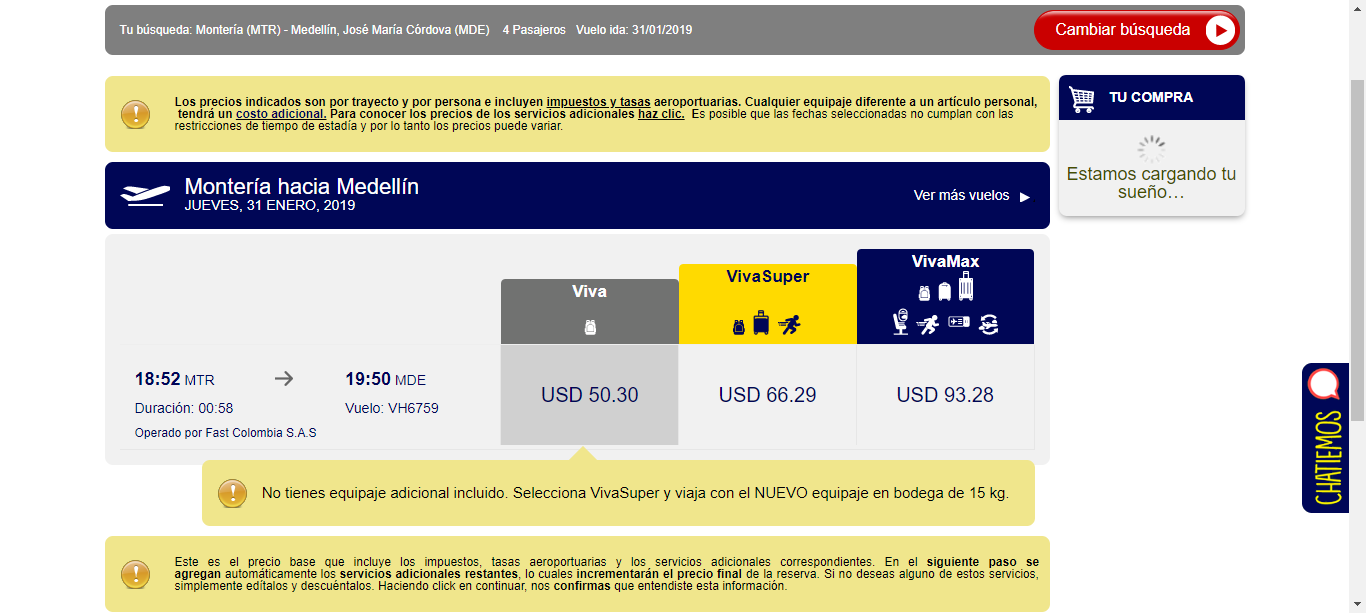 Tu búsqueda: Montería (MTR) - Medellín, José María Córdova (MDE) 4 Pasajeros Vuelo ida: 31/01/2019
Cambiar búsqueda
Los precios indicados son por trayecto y por persona e incluyen impuestos y tasas aeroportuarias. Cualquier equipaje diferente a un artículo personal,
tendrá un costo adicional. Para conocer los precios de los servicios adicionales haz clic. Es posible que las fechas seleccionadas no cumplan con las
restricciones de tiempo de estadía y por lo tanto los precios puede variar.
TU COMPRA
Estamos cargando tu
sueño…
Montería hacia Medellín
JUEVES, 31 ENERO, 2019
Ver más vuelos
Viva
VivaSuper
VivaMax
18:52 MTR
19:50 MDE
Duración: 00:58
Vuelo: VH6759
Operado por Fast Colombia S.A.S
USD 50.30
USD 66.29
USD 93.28
No tienes equipaje adicional incluido. Selecciona VivaSuper y viaja con el NUEVO equipaje en bodega de 15 kg.
Este es el precio base que incluye los impuestos, tasas aeroportuarias y los servicios adicionales correspondientes. En el siguiente paso se
agregan automáticamente los servicios adicionales restantes, lo cuales incrementarán el precio final de la reserva. Si no deseas alguno de estos servicios,
simplemente edítalos y descuéntalos. Haciendo click en continuar, nos confirmas que entendiste esta información.
CHATIEMOS